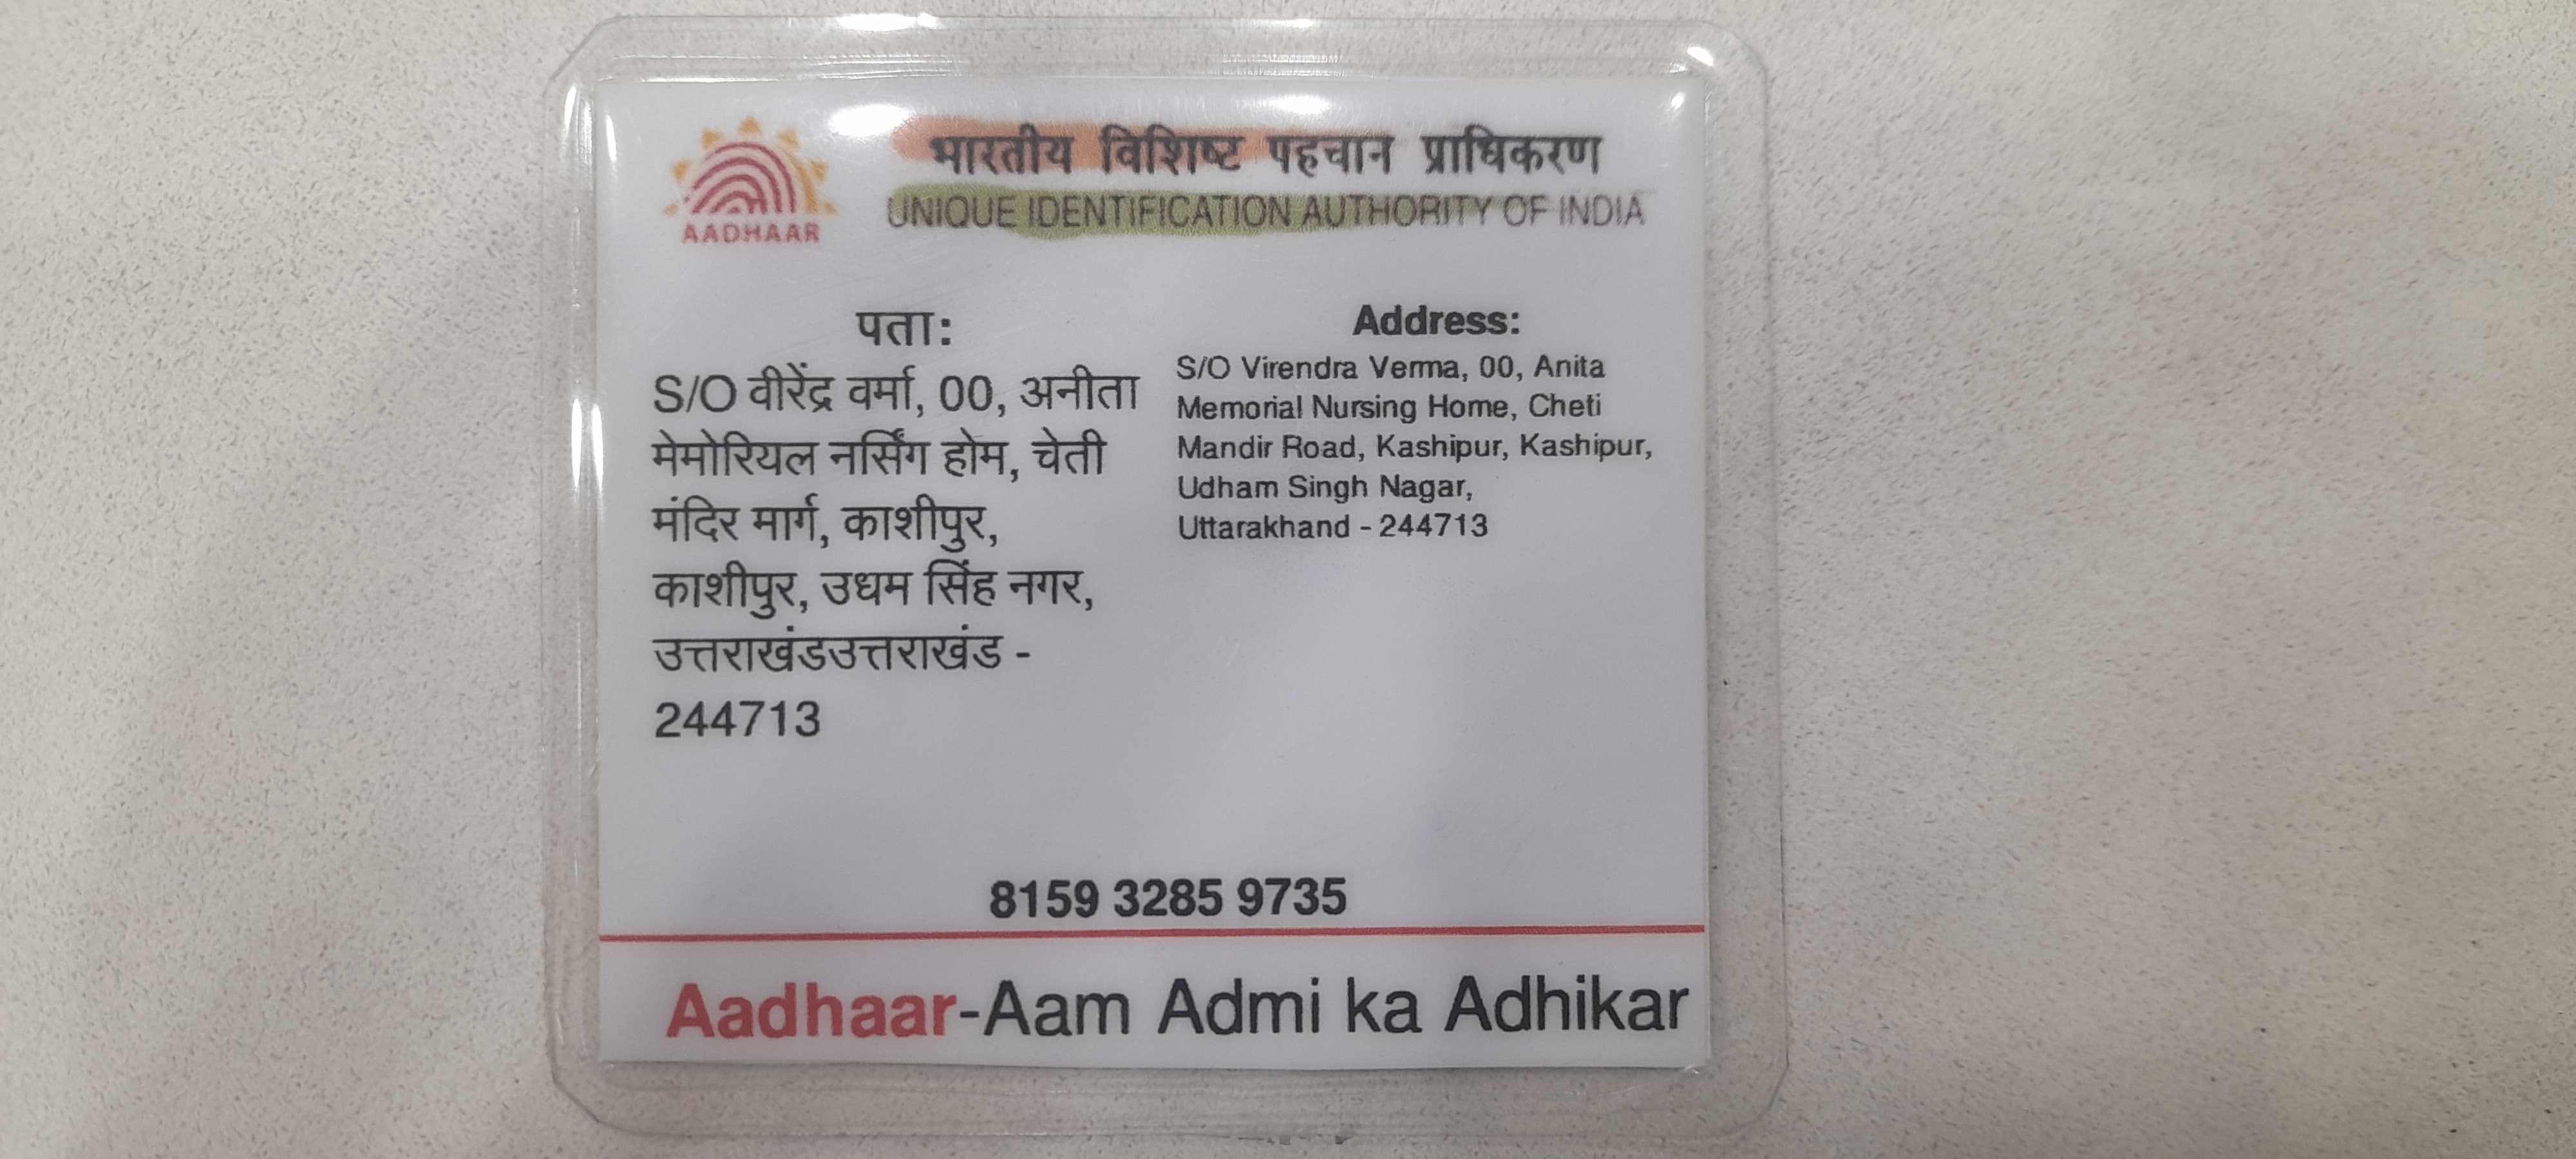 भारतीय विशिष्ट पहचान प्राधिकरण
UNIQUE IDENTIFICATION AUTHORITY OF INDIA
AADHAAR
पता:
S/O वीरेंद्र वर्मा, 00, अनीता
मेमोरियल नर्सिंग होम, चेती
मंदिर मार्ग, काशीपुर,
काशीपुर, उधम सिंह नगर,
उत्तराखंडउत्तराखंड -
244713
Address:
S/O Virendra Verma, 00, Anita
Memorial Nursing Home, Cheti
Mandir Road, Kashipur, Kashipur,
Udham Singh Nagar,
Uttarakhand - 244713
8159 3285 9735
Aadhaar-Aam Admi ka Adhikar